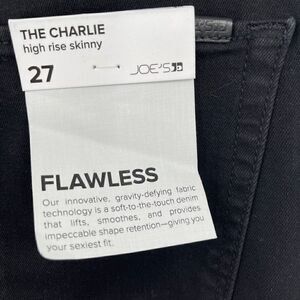 THE CHARLIE
high rise skinny
27
JOE'S
FLAWLESS
Our innovative, gravity-defying fabric
technology is a soft-to-the-touch denim
that lifts, smoothes, and provides
impeccable shape retention—giving you
your sexiest fit.